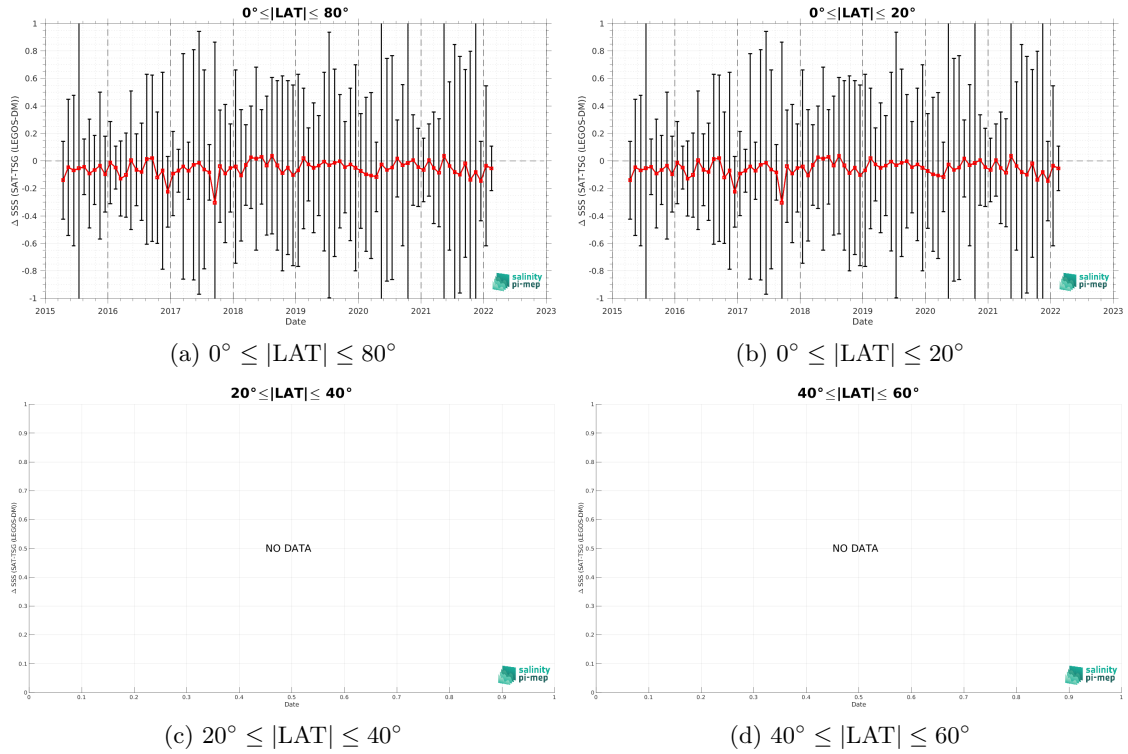 0°≤|LAT|≤ 80°
Δ SSS (SAT-TSG (LEGOS-DM))
1
0.8
0.6
0.4
0.2
0
-0.2
-0.4
-0.6
-0.8
-1
2015 2016 2017 2018 2019 2020 2021 2022 2023
Date
salinity
pi-mep
(a) 0° ≤ |LAT| ≤ 80°
0°≤|LAT|≤ 20°
Δ SSS (SAT-TSG (LEGOS-DM))
1
0.8
0.6
0.4
0.2
0
-0.2
-0.4
-0.6
-0.8
-1
2015 2016 2017 2018 2019 2020 2021 2022 2023
Date
salinity
pi-mep
(b) 0° ≤ |LAT| ≤ 20°
20°≤|LAT|≤ 40°
Δ SSS (SAT-TSG (LEGOS-DM))
1
0.9
0.8
0.7
0.6
0.5
0.4
0.3
0.2
0.1
0
NO DATA
0 0.1 0.2 0.3 0.4 0.5 0.6 0.7 0.8 0.9 1
Date
salinity
pi-mep
(c) 20° ≤ |LAT| ≤ 40°
40°≤|LAT|≤ 60°
Δ SSS (SAT-TSG (LEGOS-DM))
1
0.9
0.8
0.7
0.6
0.5
0.4
0.3
0.2
0.1
0
NO DATA
0 0.1 0.2 0.3 0.4 0.5 0.6 0.7 0.8 0.9 1
Date
salinity
pi-mep
(d) 40° ≤ |LAT| ≤ 60°